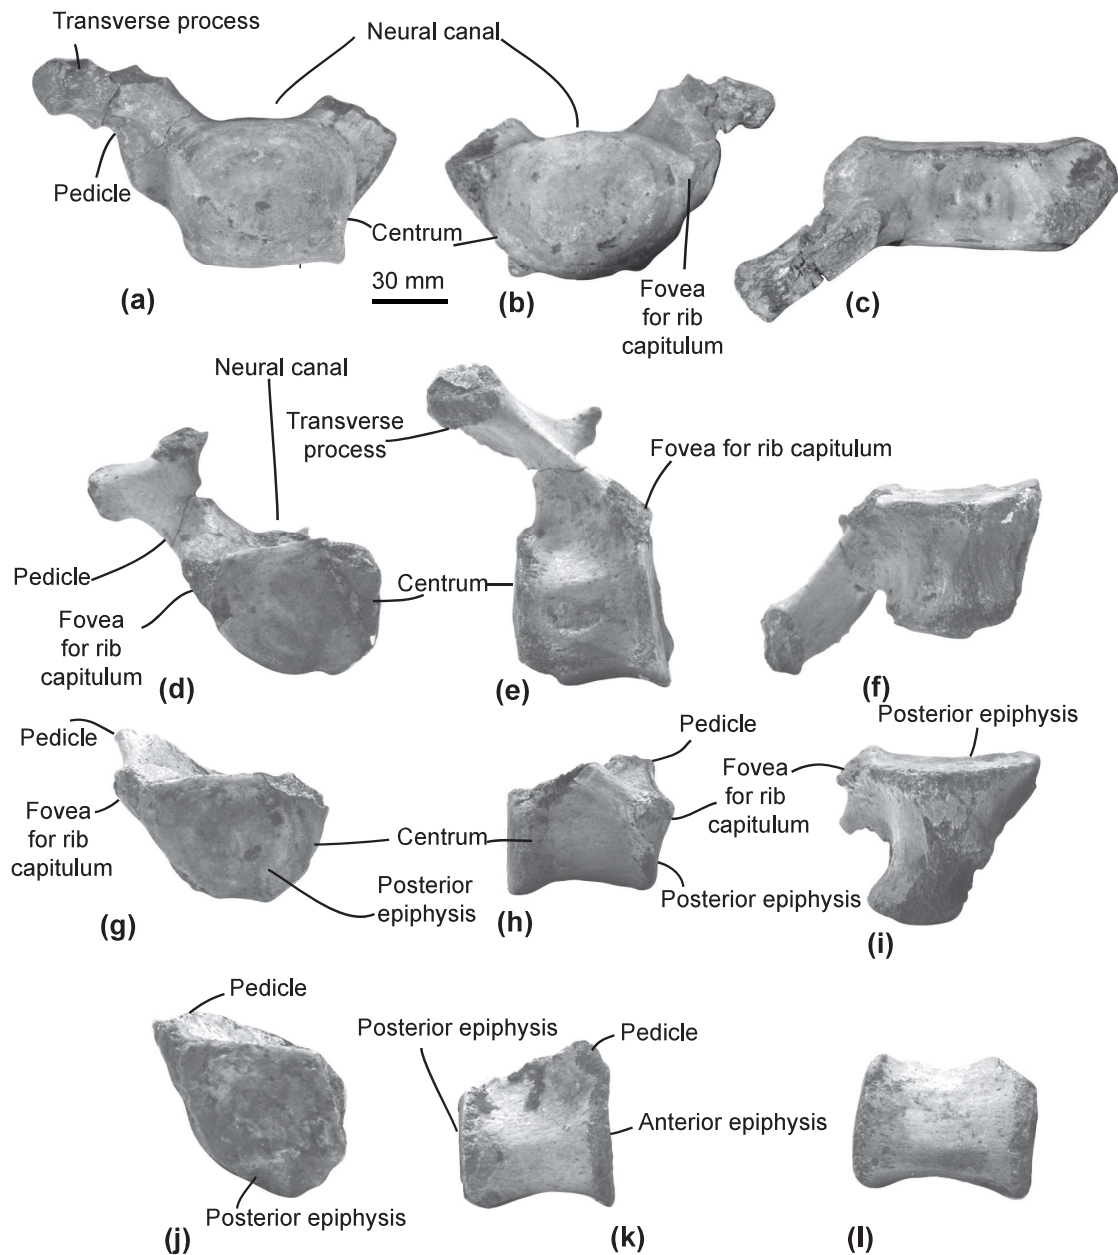 Transverse process
Neural canal
Pedicle
Centrum
30 mm
Fovea
for rib
capitulum
(a)
(b)
(c)
Neural canal
Transverse
process
Fovea for rib capitulum
Pedicle
Centrum
Fovea
for rib
capitulum
(d)
(e)
(f)
Pedicle
Pedicle
Posterior epiphysis
Fovea
for rib
capitulum
Fovea
for rib
capitulum
Centrum
Posterior
epiphysis
Posterior epiphysis
(g)
(h)
(i)
Pedicle
Posterior epiphysis
Pedicle
Anterior epiphysis
Posterior epiphysis
(j)
(k)
(l)